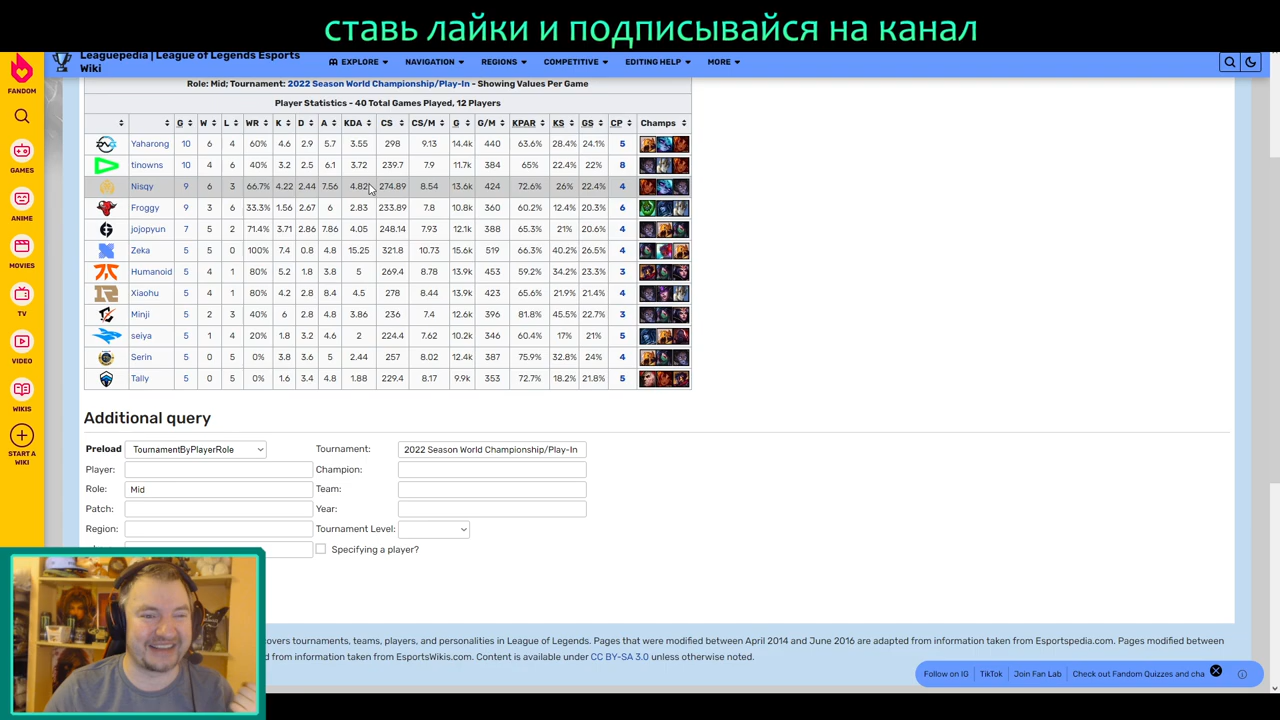 ставь лайки и подписывайся на канал
Leaguepedia | League of Legends Esports Wiki
EXPLORE NAVIGATION REGIONS COMPETITIVE EDITING HELP MORE
FANDOM
GAMES
ANIME
MOVIES
TV
VIDEO
WIKIS
START A WIKI
Role: Mid; Tournament: 2022 Season World Championship/Play-In - Showing Values Per Game
Player Statistics - 40 Total Games Played, 12 Players
G W L WR K D A KDA CS CS/M G G/M KPAR KS GS CP Champs
Yaharong 10 6 4 60% 4.6 2.9 5.7 3.55 298 9.13 14.4k 440 63.6% 28.4% 24.1% 5
tinowns 10 4 6 40% 3.2 2.5 6.1 3.72 239.7 7.9 11.7k 384 65% 22.4% 22% 8
Nisqy 9 6 3 66.7% 4.22 2.44 7.56 4.82 274.89 8.54 13.6k 424 72.6% 26% 22.4% 4
Froggy 9 3 6 33.3% 1.56 2.67 6 2.83 233.89 7.8 10.8k 360 60.2% 12.4% 20.3% 6
jojopyun 7 5 2 71.4% 3.71 2.86 7.86 4.05 248.14 7.93 12.1k 388 65.3% 21% 20.6% 4
Zeka 5 5 0 100% 7.4 0.8 4.8 15.25 321.8 10.73 15.6k 519 66.3% 40.2% 26.5% 4
Humanoid 5 4 1 80% 5.2 1.8 3.8 5 269.4 8.78 13.9k 453 59.2% 34.2% 23.3% 3
Xiaohu 5 4 1 80% 4.2 2.8 8.4 4.5 278 8.44 13.9k 423 65.6% 21.9% 21.4% 4
Minji 5 2 3 40% 6 2.8 4.8 3.86 236 7.4 12.6k 396 81.8% 45.5% 22.7% 3
seiya 5 1 4 20% 1.8 3.2 4.6 2 224.4 7.62 10.2k 346 60.4% 17% 21% 5
Serin 5 0 5 0% 3.8 3.6 5 2.44 257 8.02 12.4k 387 75.9% 32.8% 24% 4
Tally 5 0 5 0% 1.6 3.4 4.8 1.88 229.4 8.17 9.9k 353 72.7% 18.2% 21.8% 5
Additional query
Preload TournamentByPlayerRole Tournament: 2022 Season World Championship/Play-In
Player: Champion:
Role: Mid Team:
Patch: Year:
Region: Tournament Level:
Specifying a player?
overs tournaments, teams, players, and personalities in League of Legends. Pages that were modified between April 2014 and June 2016 are adapted from information taken from Esportspedia.com. Pages modified between
d from information taken from EsportsWikis.com. Content is available under CC BY-SA 3.0 unless otherwise noted.
Follow on IG TikTok Join Fan Lab Check out Fandom Quizzes and cha